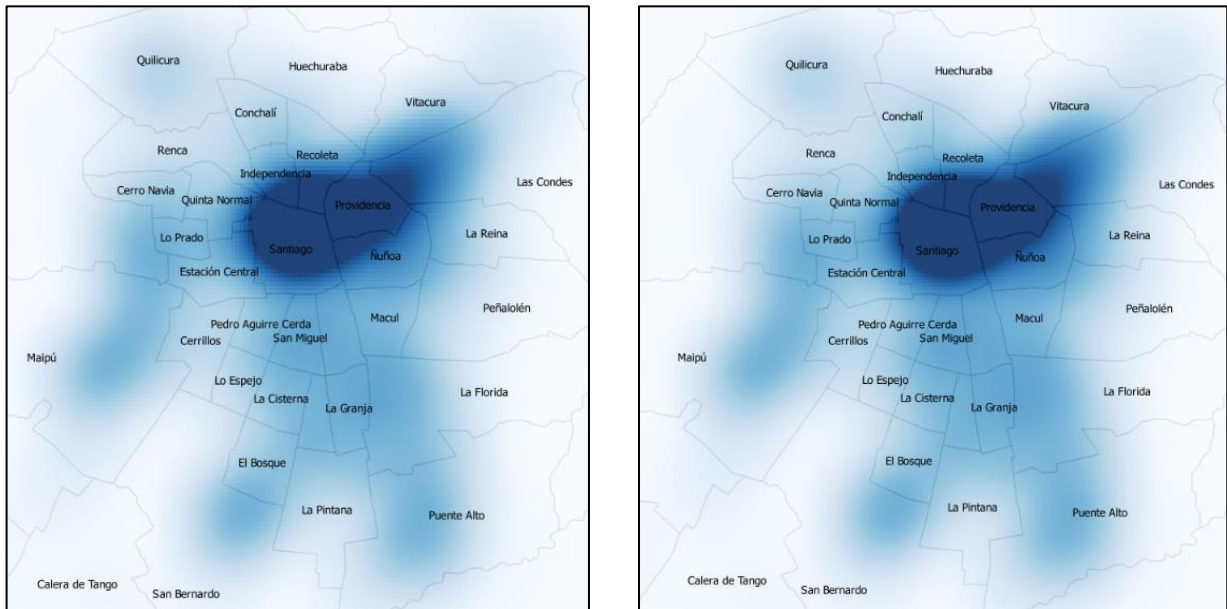 Quilicura
Huechuraba
Vitacura
Conchalí
Renca
Recoleta
Independencia
Las Condes
Cerro Navia
Quinta Normal
Providencia
La Reina
Lo Prado
Santiago
Ñuñoa
Estación Central
Peñalolén
Macul
Pedro Aguirre Cerda
San Miguel
Cerrillos
Maipú
Lo Espejo
La Florida
La Cisterna
La Granja
El Bosque
La Pintana
Puente Alto
Calera de Tango
San Bernardo
Quilicura
Huechuraba
Vitacura
Conchalí
Renca
Recoleta
Independencia
Las Condes
Cerro Navia
Quinta Normal
Providencia
La Reina
Lo Prado
Santiago
Ñuñoa
Estación Central
Peñalolén
Macul
Pedro Aguirre Cerda
San Miguel
Cerrillos
Maipú
Lo Espejo
La Florida
La Cisterna
La Granja
El Bosque
La Pintana
Puente Alto
Calera de Tango
San Bernardo